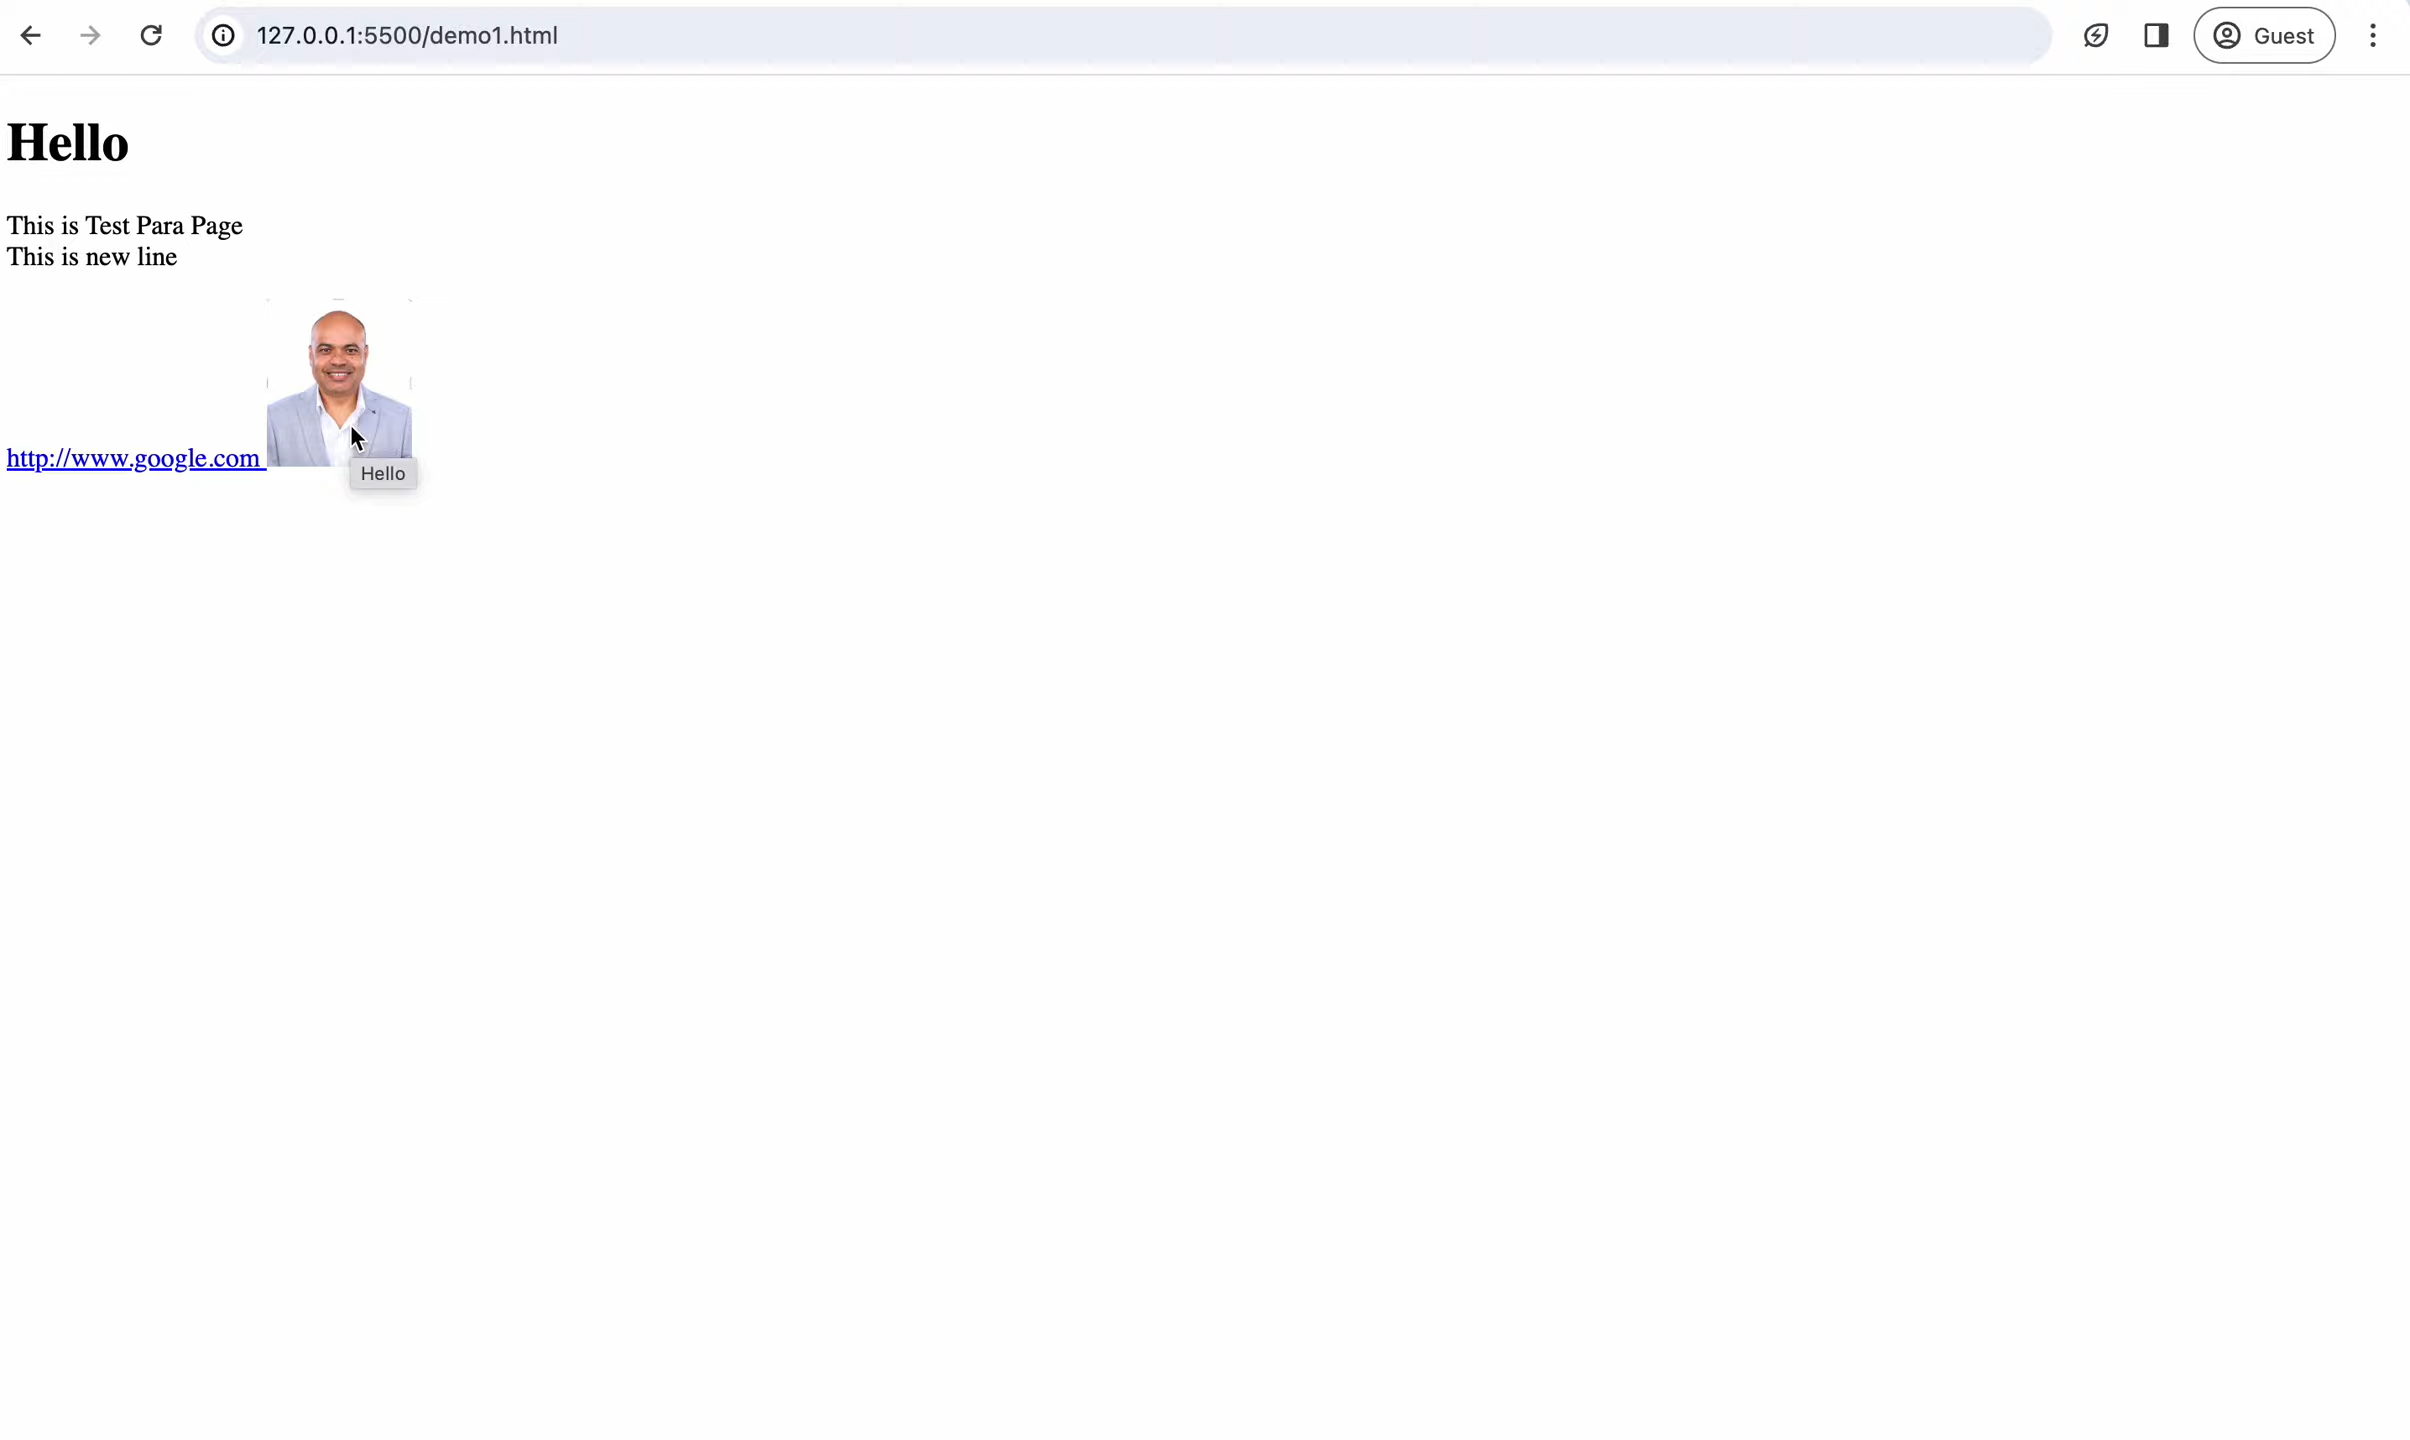 127.0.0.1:5500/demo1.html
Guest
Hello
This is Test Para Page
This is new line
http://www.google.com
Hello